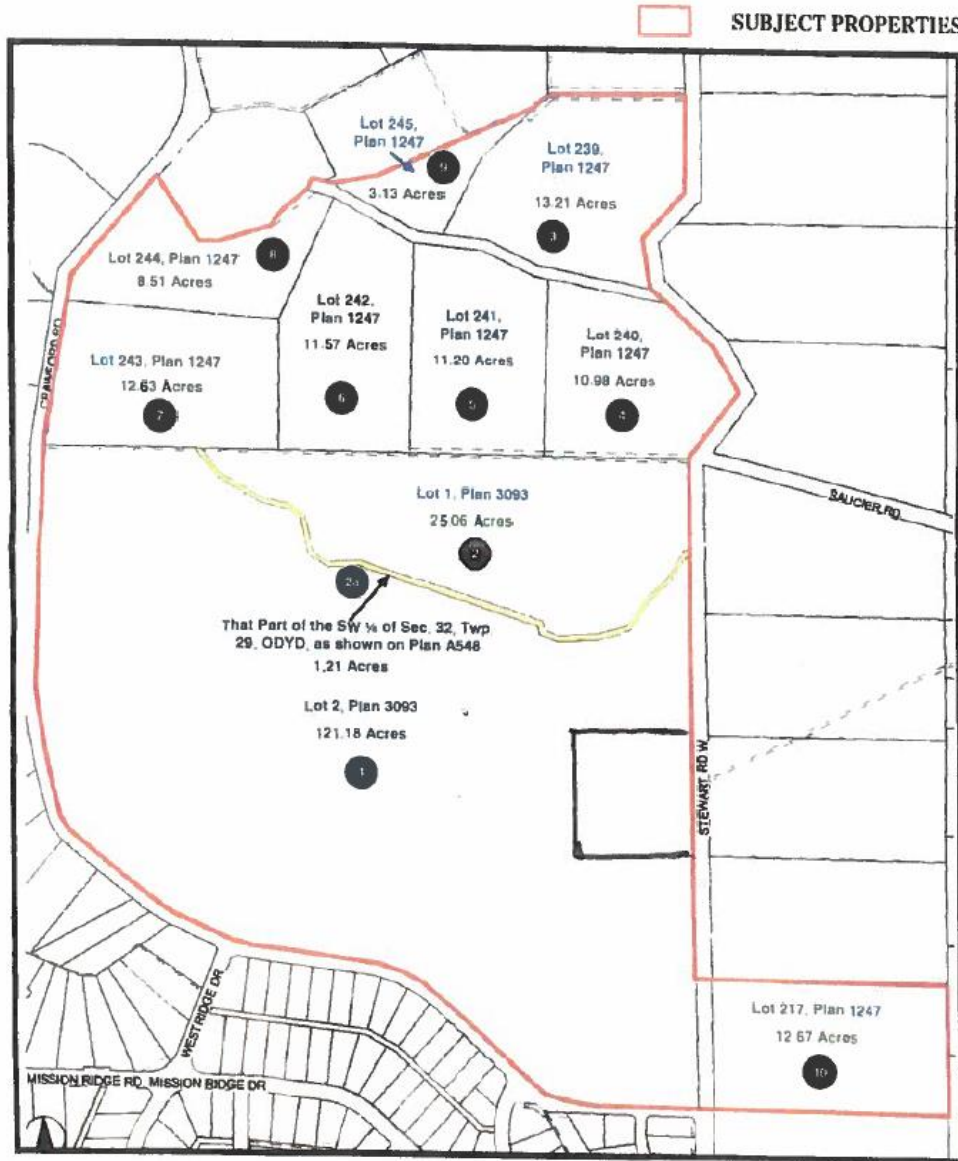 SUBJECT PROPERTIES
Lot 245,
Plan 1247
9
3.13 Acres
Lot 239,
Plan 1247
13.21 Acres
3
Lot 244, Plan 1247
8.51 Acres
8
Lot 242,
Plan 1247
11.57 Acres
6
Lot 241,
Plan 1247
11.20 Acres
5
Lot 240,
Plan 1247
10.98 Acres
4
CRAWFORD RD
Lot 243, Plan 1247
12.63 Acres
7
Lot 1, Plan 3093
25.06 Acres
2
SAUCIER RD
2a
That Part of the SW ¼ of Sec. 32, Twp
29, ODYD, as shown on Plan A548
1.21 Acres
Lot 2, Plan 3093
121.18 Acres
1
STEWART RD W
WESTRIDGE DR
MISSION RIDGE RD
MISSION RIDGE DR
Lot 217, Plan 1247
12.67 Acres
10